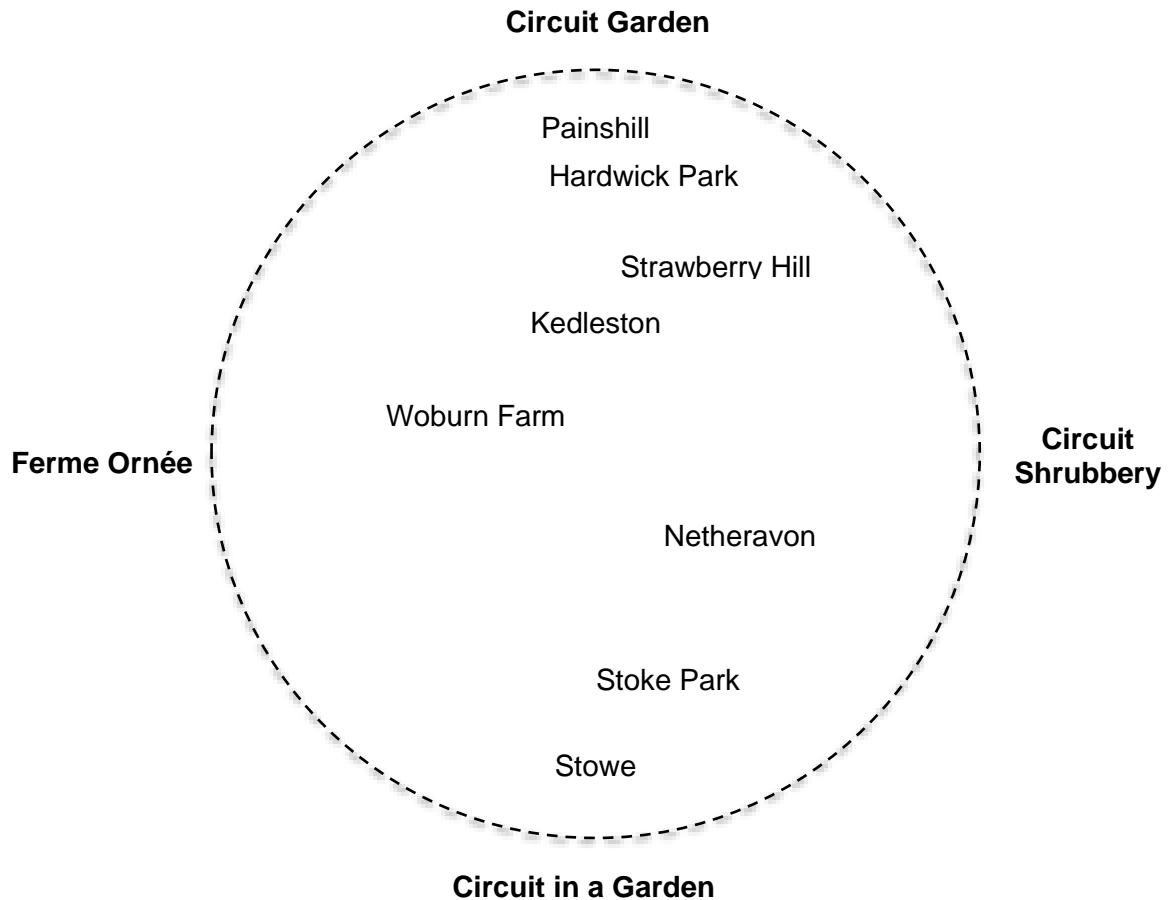 Circuit Garden
Painshill
Hardwick Park
Strawberry Hill
Kedleston
Woburn Farm
Ferme Ornée
Circuit
Shrubbery
Netheravon
Stoke Park
Stowe
Circuit in a Garden